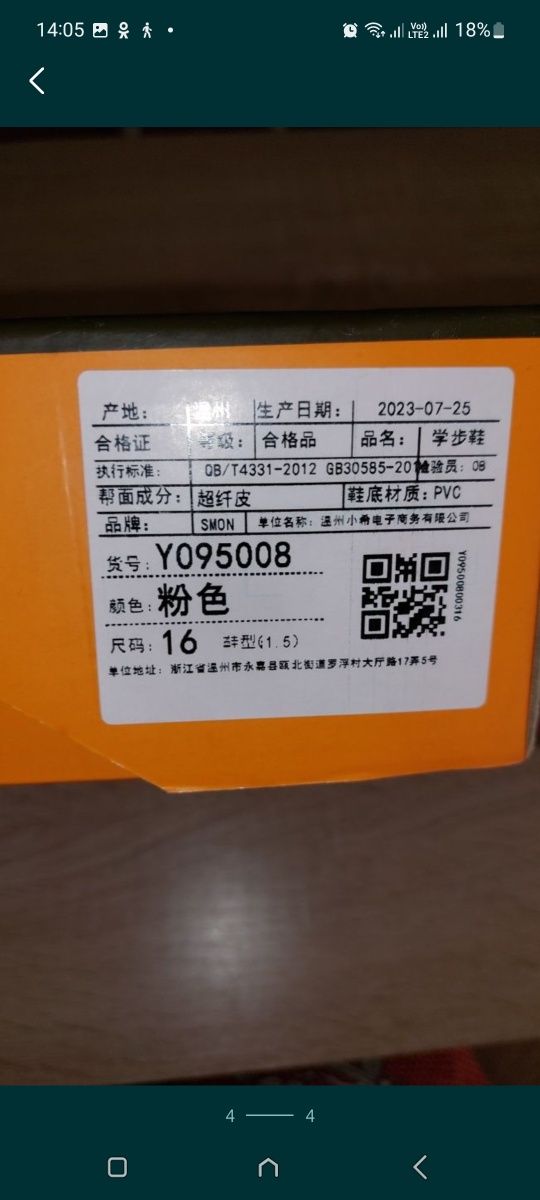 14:05 Vo)) LTE2 18%
产地： 温州 生产日期： 2023-07-25
合格证 等级： 合格品 品名： 学步鞋
执行标准： QB/T4331-2012 GB30585-201 检验员： 08
帮面成分： 超纤皮 鞋底材质： PVC
品牌： SMON 单位名称： 温州小希电子商务有限公司
货号： Y095008
颜色： 粉色
尺码： 16 型(1.5)
Y09500800316
单位地址： 浙江省温州市永嘉县瓯北街道罗浮村大厅路17弄5号
4 4